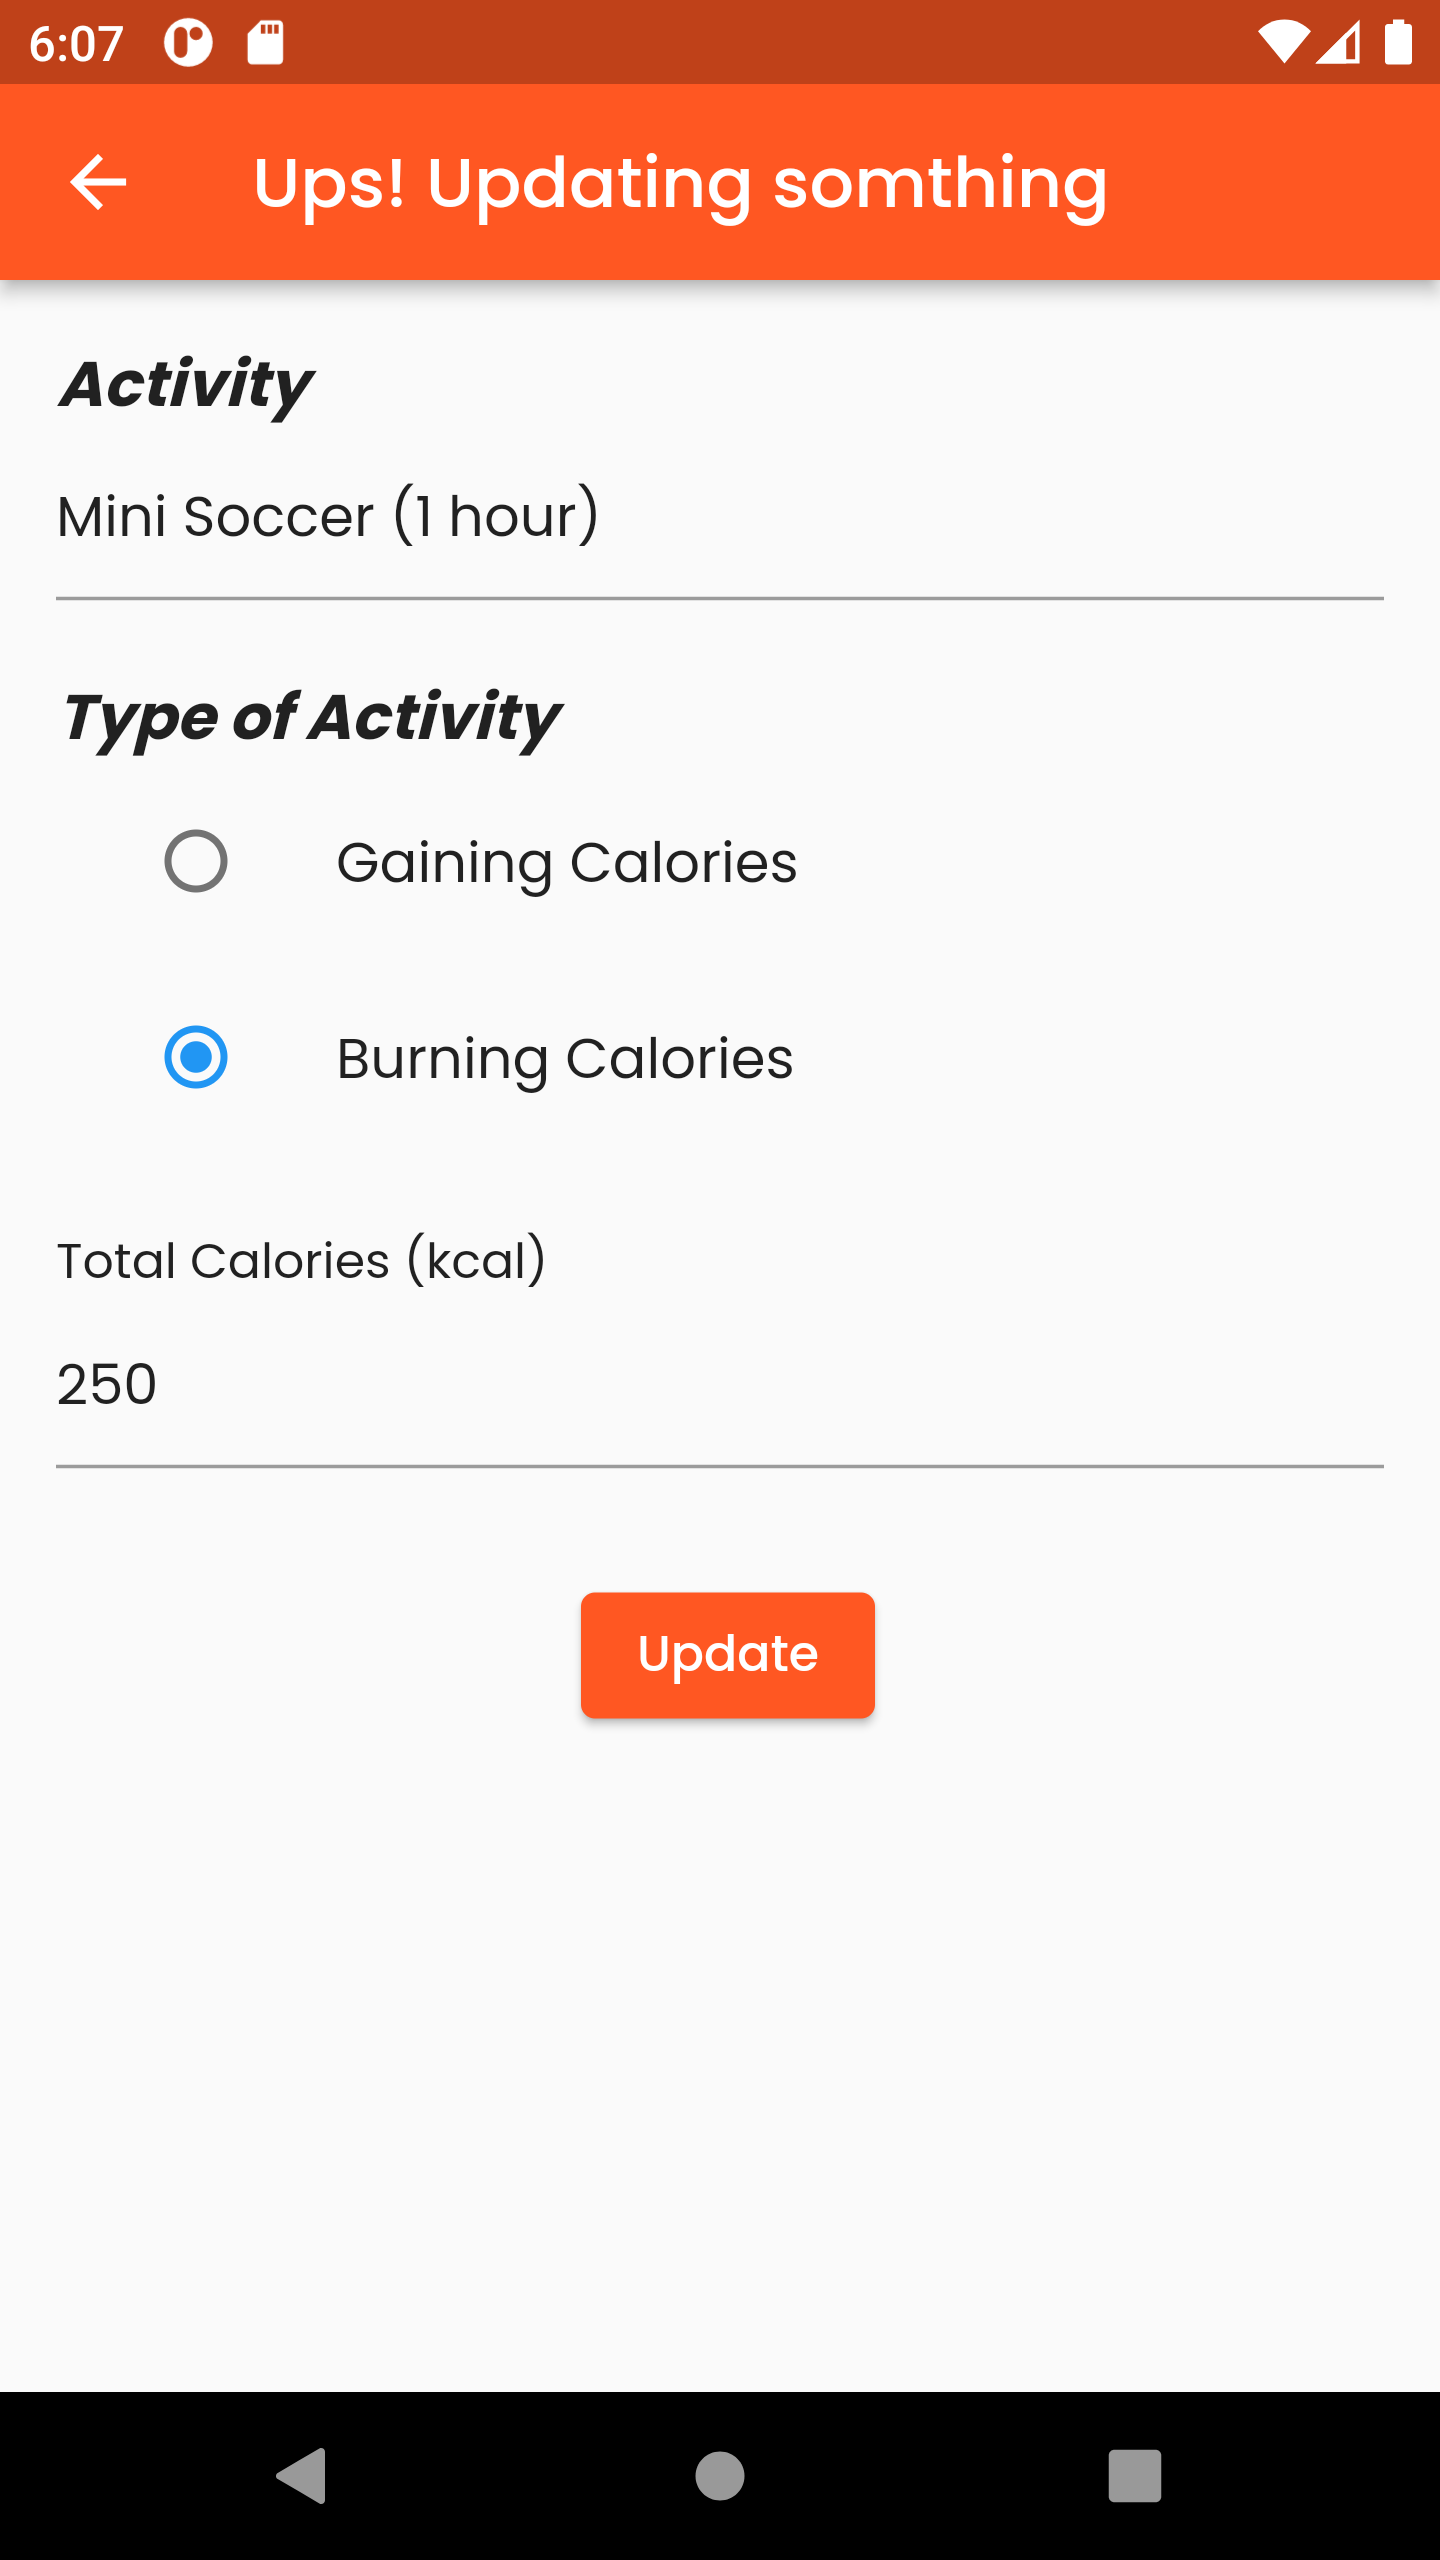 6:07
Ups! Updating somthing
Activity
Mini Soccer (1 hour)
Type of Activity
Gaining Calories
Burning Calories
Total Calories (kcal)
250
Update